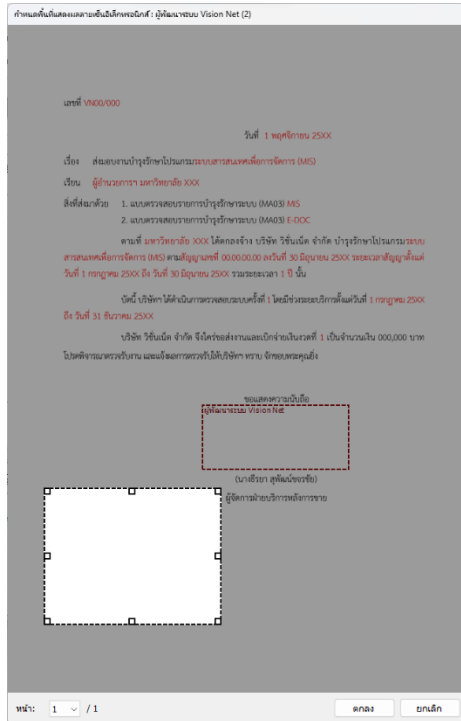 กำหนดพื้นที่แสดงผลลายเซ็นอิเล็กทรอนิกส์ : ผู้พัฒนาระบบ Vision Net (2)
เลขที่ VN00/000
วันที่ 1 พฤศจิกายน 25XX
เรื่อง ส่งมอบงานบำรุงรักษาโปรแกรมระบบสารสนเทศเพื่อการจัดการ (MIS)
เรียน ผู้อำนวยการฯ มหาวิทยาลัย XXX
สิ่งที่ส่งมาด้วย 1. แบบตรวจสอบรายการบำรุงรักษาระบบ (MA03) MIS
2. แบบตรวจสอบรายการบำรุงรักษาระบบ (MA03) E-DOC
ตามที่ มหาวิทยาลัย XXX ได้ตกลงจ้าง บริษัท วิชั่นเน็ต จำกัด บำรุงรักษาโปรแกรมระบบ
สารสนเทศเพื่อการจัดการ (MIS) ตามสัญญาเลขที่ 00.00.00.00 ลงวันที่ 30 มิถุนายน 25XX ระยะเวลาสัญญาตั้งแต่
วันที่ 1 กรกฎาคม 25XX ถึง วันที่ 30 มิถุนายน 25XX รวมระยะเวลา 1 ปี นั้น
บัดนี้ บริษัทฯ ได้ดำเนินการตรวจสอบระบบครั้งที่ 1 โดยมีช่วงระยะบริการตั้งแต่วันที่ 1 กรกฎาคม 25XX
ถึง วันที่ 31 ธันวาคม 25XX
บริษัท วิชั่นเน็ต จำกัด จึงใคร่ขอส่งงานและเบิกจ่ายเงินงวดที่ 1 เป็นจำนวนเงิน 000,000 บาท
โปรดพิจารณาตรวจรับงาน และแจ้งผลการตรวจรับให้บริษัทฯ ทราบ จักขอบพระคุณยิ่ง
ขอแสดงความนับถือ
ผู้พัฒนาระบบ Vision Net
(นางธีรยา สุพัฒน์ขจรชัย)
ผู้จัดการฝ่ายบริการหลังการขาย
หน้า: 1 / 1 ตกลง ยกเลิก